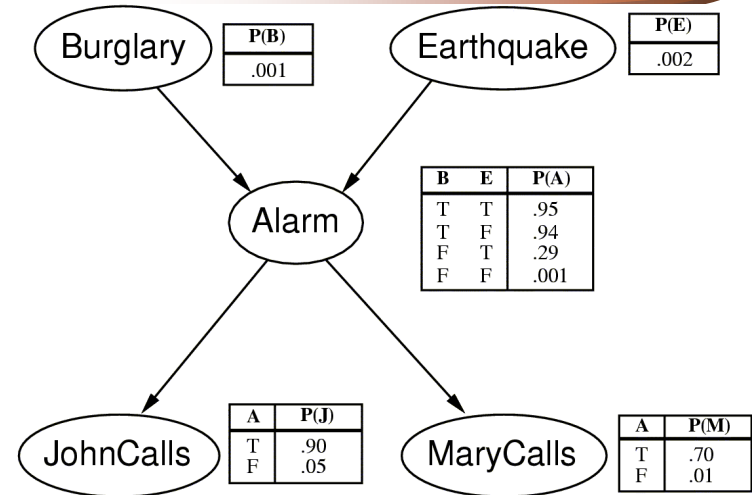 Burglary
P(B)
.001
Earthquake
P(E)
.002
Alarm
B E P(A)
T T .95
T F .94
F T .29
F F .001
JohnCalls
A P(J)
T .90
F .05
MaryCalls
A P(M)
T .70
F .01